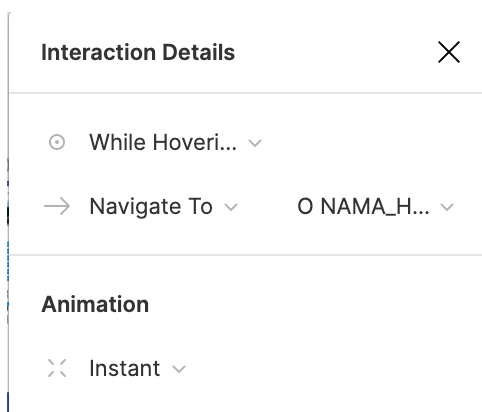 Interaction Details
While Hoveri...
Navigate To O NAMA_H...
Animation
Instant